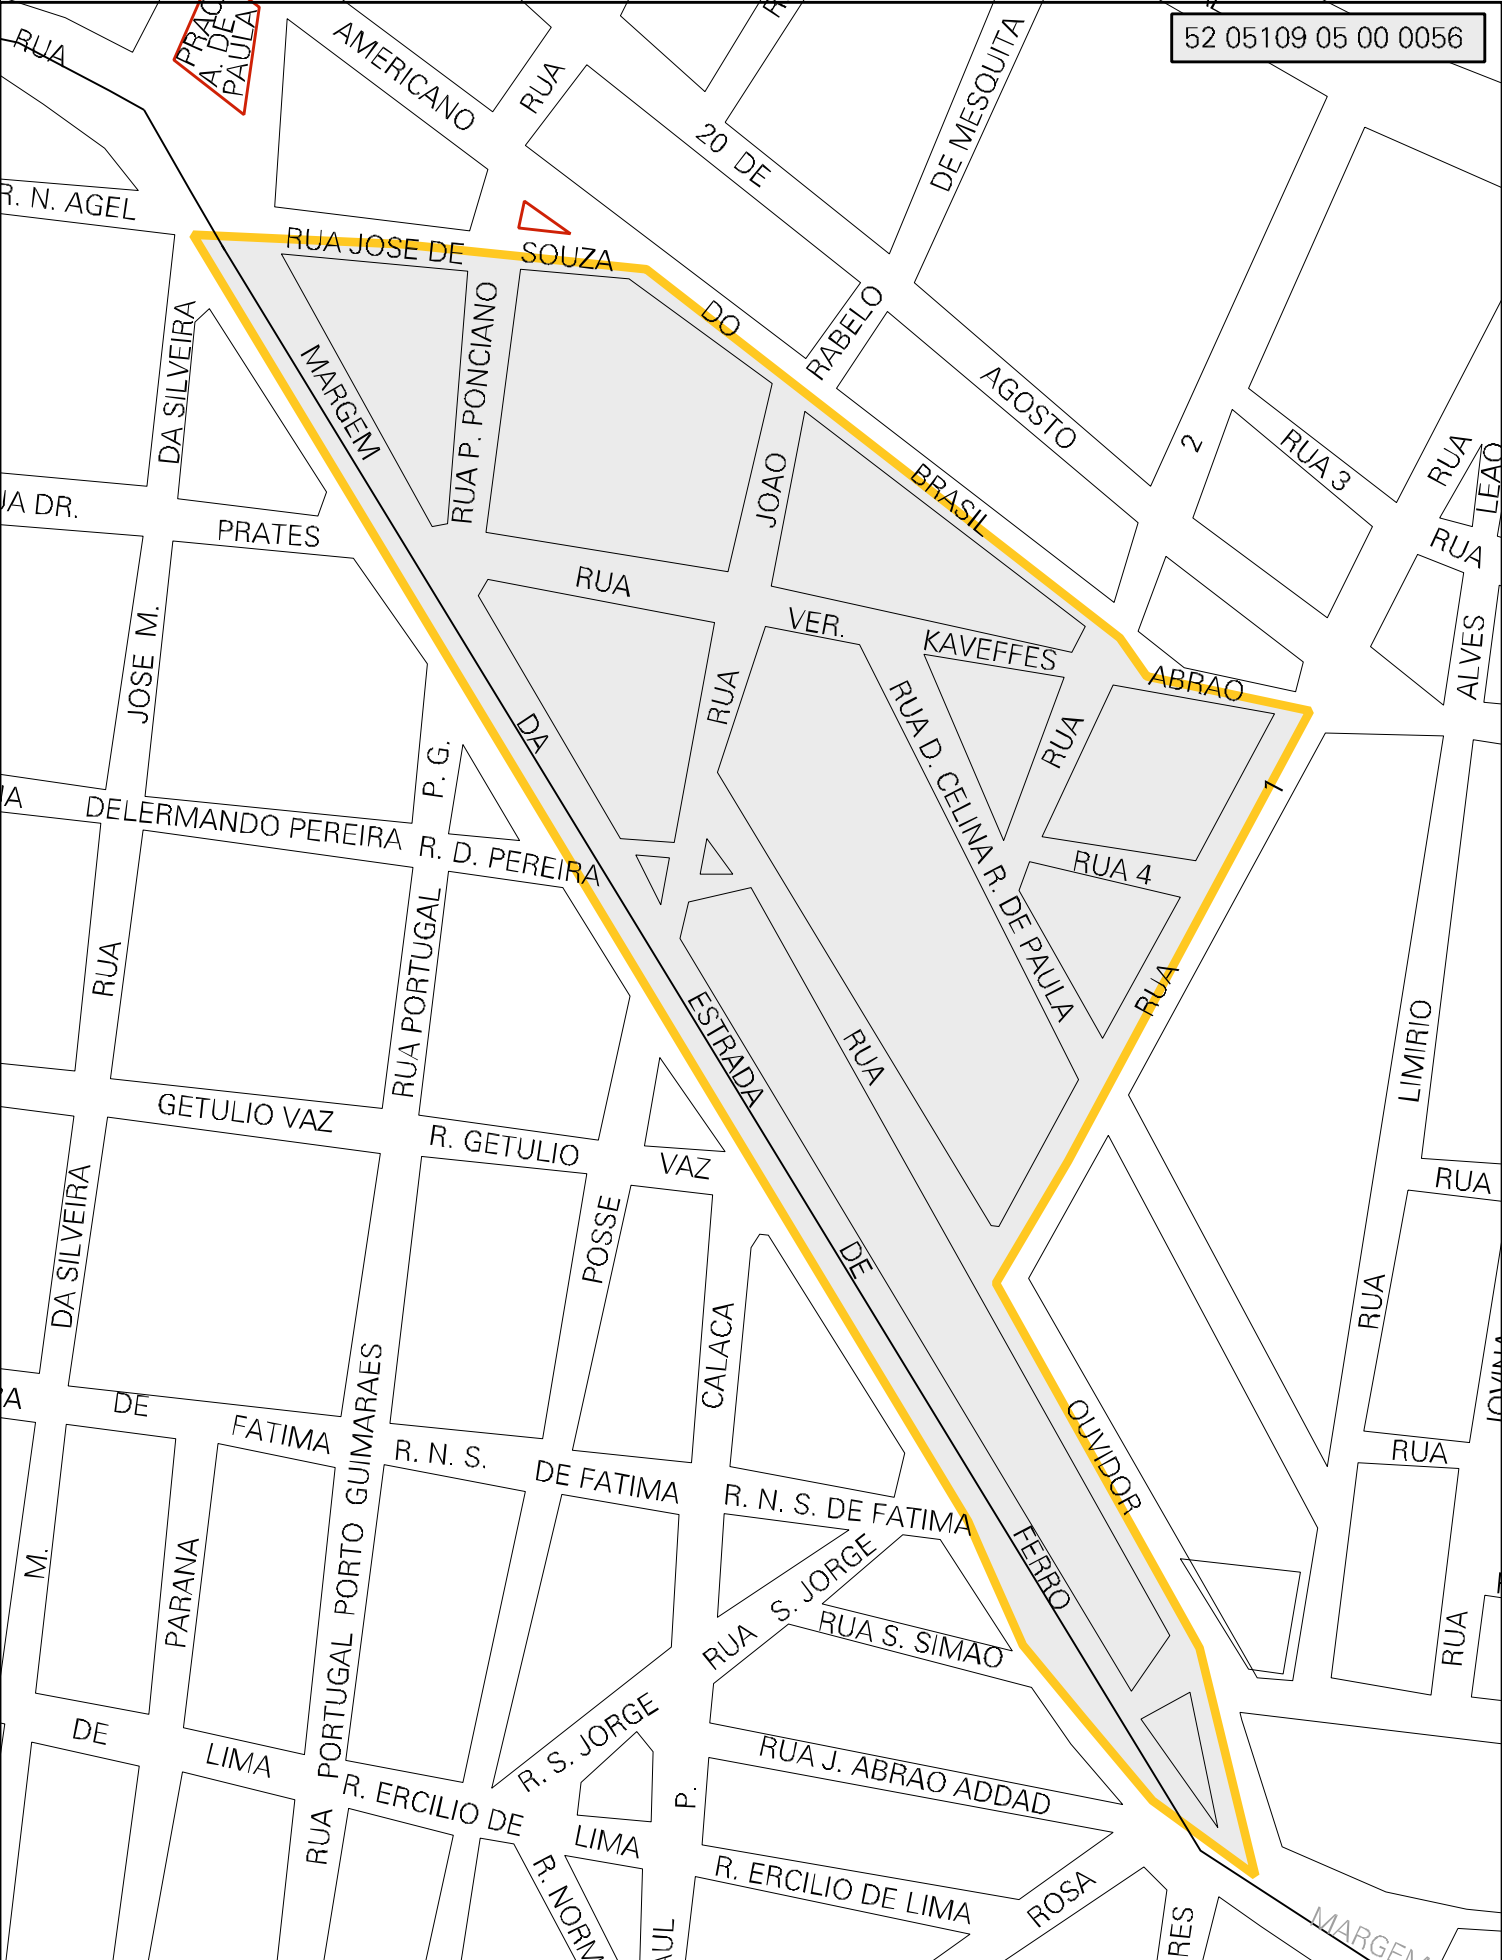 52 05109 05 00 0056
RUA
PRAC
A. DE
PAULA
AMERICANO
RUA
20 DE
DE MESQUITA
R. N. AGEL
RUA JOSE DE
SOUZA
DO
RABELO
AGOSTO
2
RUA 3
RUA
LEAO
RUA
DA SILVEIRA
MARGEM
RUA P. PONCIANO
JOAO
BRASIL
UA DR.
PRATES
RUA
VER.
KAVEFFES
ABRAO
ALVES
JOSE M.
RUA
RUA D. CELINA R. DE PAULA
RUA
DA
P. G.
1
DELERMANDO PEREIRA
R. D. PEREIRA
RUA 4
RUA
RUA PORTUGAL
ESTRADA
RUA
RUA
LIMIRIO
GETULIO VAZ
R. GETULIO
VAZ
RUA
DA SILVEIRA
POSSE
DE
RUA
CALACA
DE
FATIMA
R. N. S.
DE FATIMA
R. N. S. DE FATIMA
OUVIDOR
RUA
M.
PARANA
PORTUGAL PORTO GUIMARAES
RUA S. JORGE
RUA S. SIMAO
FERRO
RUA
DE
LIMA
R. S. JORGE
R. ERCILIO DE
LIMA
P.
RUA J. ABRAO ADDAD
RUA
R. NORM
R. ERCILIO DE LIMA
ROSA
AUL
RES
MARGEM